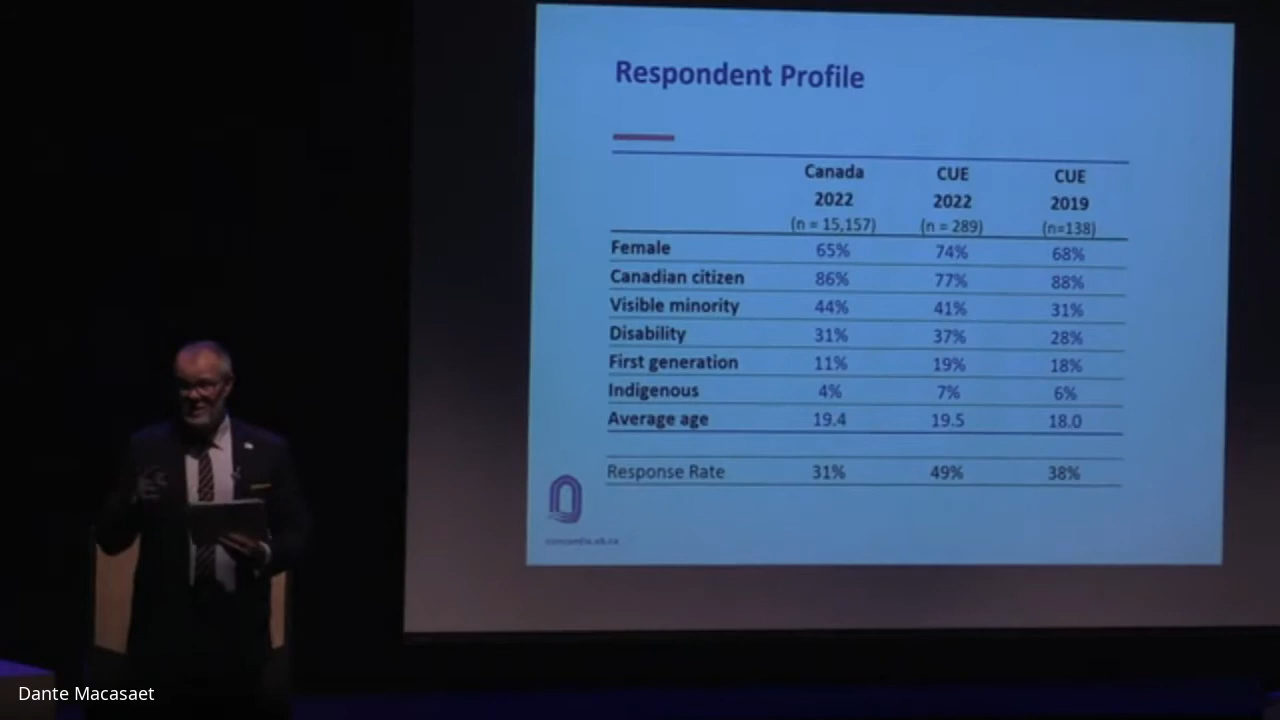 Respondent Profile
Canada CUE CUE
2022 2022 2019
(n = 15,157) (n = 289) (n=138)
Female 65% 74% 68%
Canadian citizen 86% 77% 88%
Visible minority 44% 41% 31%
Disability 31% 37% 28%
First generation 11% 19% 18%
Indigenous 4% 7% 6%
Average age 19.4 19.5 18.0
Response Rate 31% 49% 38%
concordia.ab.ca
Dante Macasaet